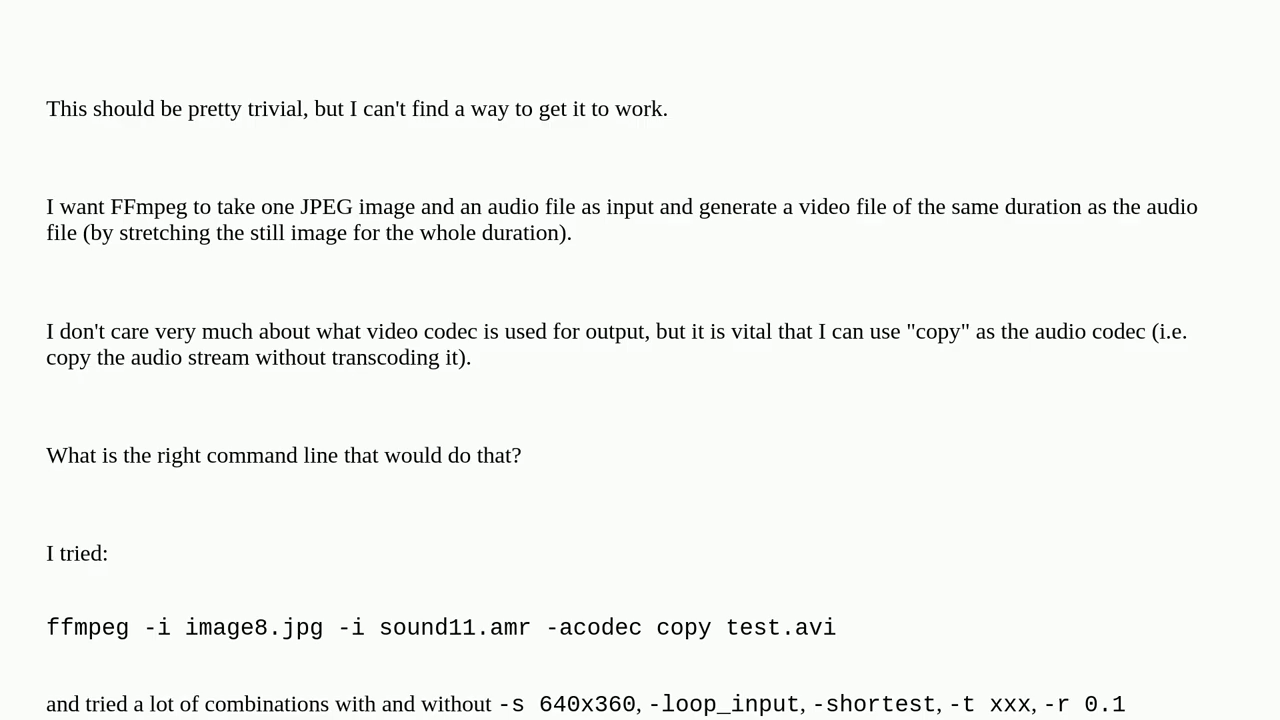 This should be pretty trivial, but I can't find a way to get it to work.
I want FFmpeg to take one JPEG image and an audio file as input and generate a video file of the same duration as the audio
file (by stretching the still image for the whole duration).
I don't care very much about what video codec is used for output, but it is vital that I can use "copy" as the audio codec (i.e.
copy the audio stream without transcoding it).
What is the right command line that would do that?
I tried:
ffmpeg -i image8.jpg -i sound11.amr -acodec copy test.avi
and tried a lot of combinations with and without -s 640x360, -loop_input, -shortest, -t xxx, -r 0.1